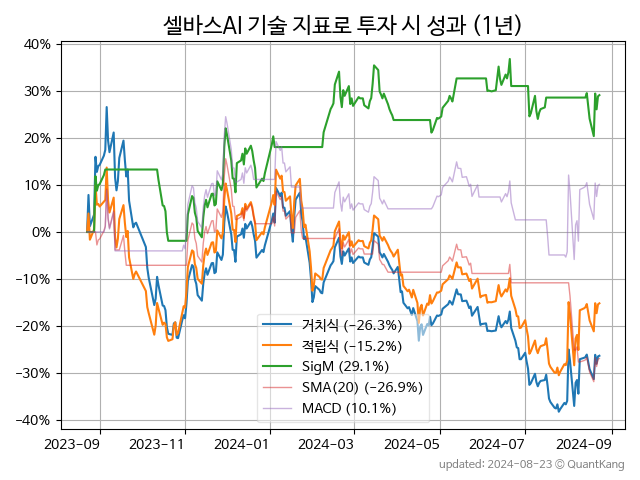 셀바스AI 기술 지표로 투자 시 성과 (1년)
40%
30%
20%
10%
0%
−10%
−20%
−30%
−40%
거치식 (−26.3%)
적립식 (−15.2%)
SigM (29.1%)
SMA(20) (−26.9%)
MACD (10.1%)
2023-09 2023-11 2024-01 2024-03 2024-05 2024-07 2024-09
updated: 2024-08-23 ⓒ QuantKang